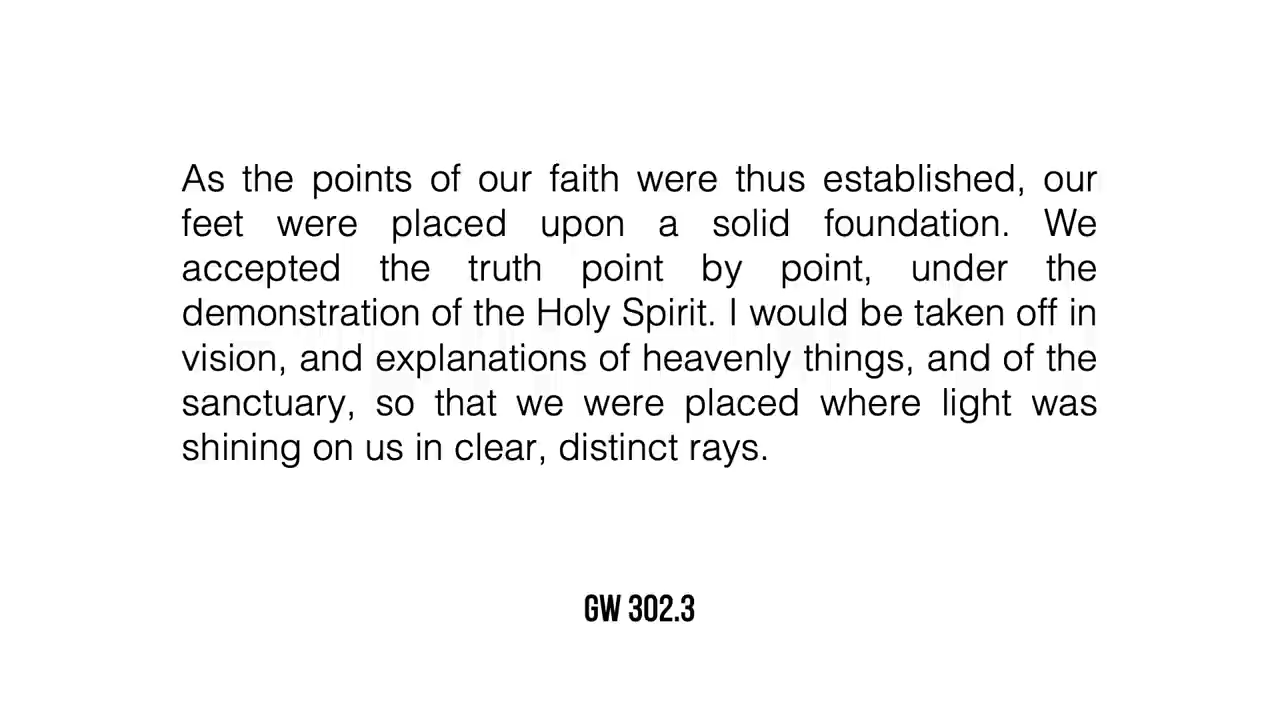 As the points of our faith were thus established, our
feet were placed upon a solid foundation. We
accepted the truth point by point, under the
demonstration of the Holy Spirit. I would be taken off in
vision, and explanations of heavenly things, and of the
sanctuary, so that we were placed where light was
shining on us in clear, distinct rays.
GW 302.3